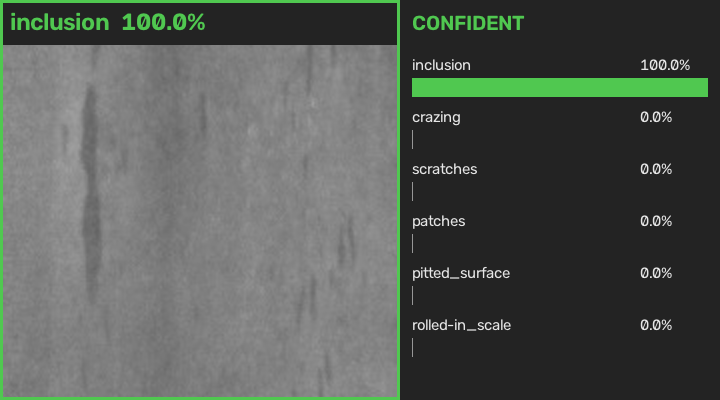 inclusion 100.0%
CONFIDENT
inclusion 100.0%
crazing 0.0%
scratches 0.0%
patches 0.0%
pitted_surface 0.0%
rolled-in_scale 0.0%